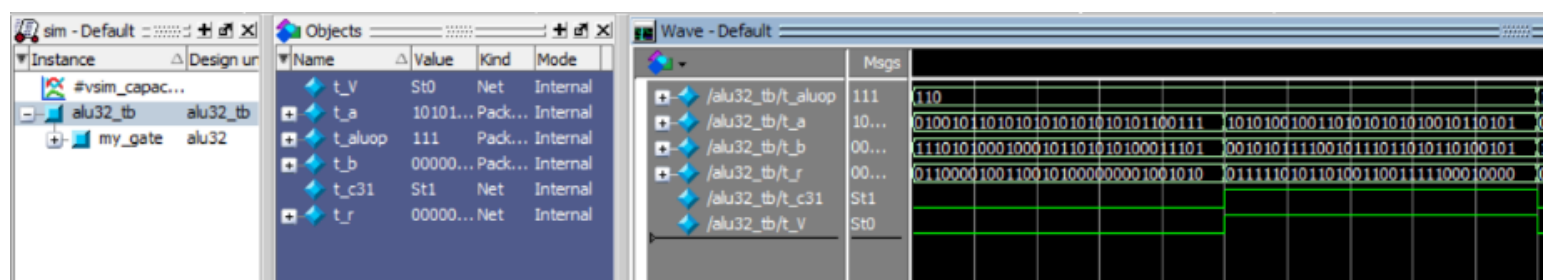 sim - Default
Instance Design un
#vsim_capac...
alu32_tb alu32_tb
my_gate alu32
Objects
Name Value Kind Mode
t_V St0 Net Internal
t_a 10101... Pack... Internal
t_aluop 111 Pack... Internal
t_b 00000... Pack... Internal
t_c31 St1 Net Internal
t_r 00000... Net Internal
Wave - Default
Msgs
/alu32_tb/t_aluop 111 110
/alu32_tb/t_a 10... 01001011010101010101010101100111 10101001001101010101010010110101
/alu32_tb/t_b 00... 11101010001000101101010100011101 00101011110010111011010110100101
/alu32_tb/t_r 00... 01100001001100101000000001001010 01111101011010011001111100010000
/alu32_tb/t_c31 St1
/alu32_tb/t_V St0